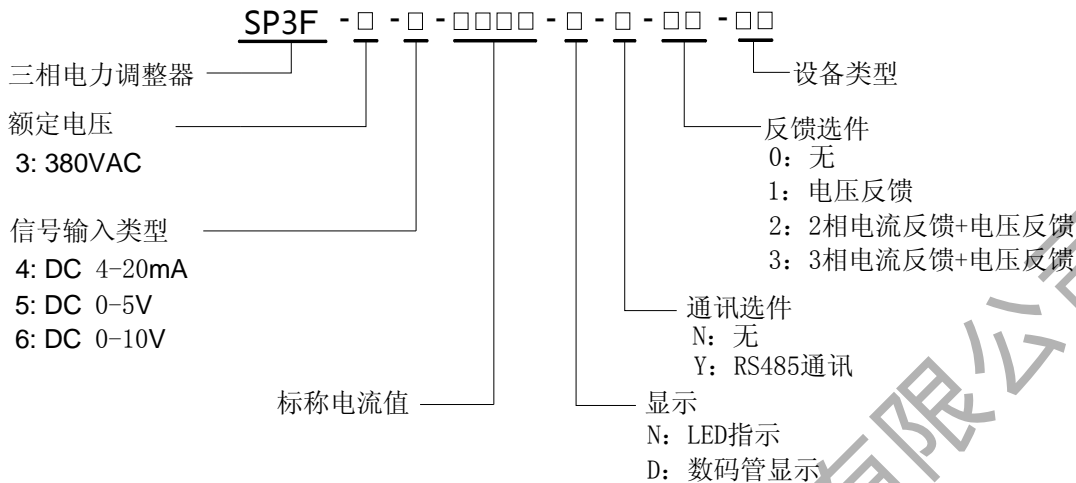 SP3F -□ -□ -□□□□ -□ -□ -□□ -□□
三相电力调整器
设备类型
额定电压
3: 380VAC
反馈选件
0: 无
1: 电压反馈
2: 2相电流反馈+电压反馈
3: 3相电流反馈+电压反馈
信号输入类型
4: DC 4-20mA
5: DC 0-5V
6: DC 0-10V
通讯选件
N: 无
Y: RS485通讯
标称电流值
显示
N: LED指示
D: 数码管显示
有限公司